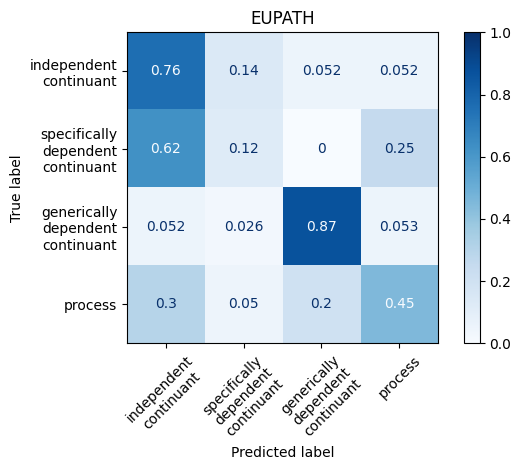 EUPATH
True label
independent
continuant
specifically
dependent
continuant
generically
dependent
continuant
process
0.76 0.14 0.052 0.052
0.62 0.12 0 0.25
0.052 0.026 0.87 0.053
0.3 0.05 0.2 0.45
independent
continuant
specifically
dependent
continuant
generically
dependent
continuant
process
Predicted label
1.0
0.8
0.6
0.4
0.2
0.0